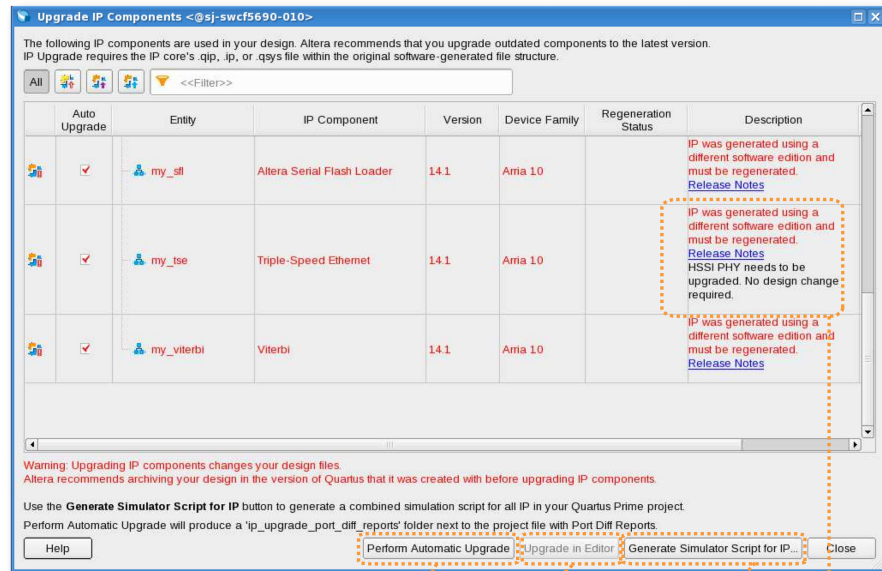 Upgrade IP Components <@sj-swcf5690-010>
The following IP components are used in your design. Altera recommends that you upgrade outdated components to the latest version.
IP Upgrade requires the IP core's .qip, .ip, or .qsys file within the original software-generated file structure.
All <<Filter>>
Auto Upgrade Entity IP Component Version Device Family Regeneration Status Description
my_sfl Altera Serial Flash Loader 14.1 Arria 10
IP was generated using a
different software edition and
must be regenerated.
Release Notes
my_tse Triple-Speed Ethernet 14.1 Arria 10
IP was generated using a
different software edition and
must be regenerated.
Release Notes
HSSI PHY needs to be
upgraded. No design change
required.
my_viterbi Viterbi 14.1 Arria 10
IP was generated using a
different software edition and
must be regenerated.
Release Notes
Warning: Upgrading IP components changes your design files.
Altera recommends archiving your design in the version of Quartus that it was created with before upgrading IP components.
Use the Generate Simulator Script for IP button to generate a combined simulation script for all IP in your Quartus Prime project.
Perform Automatic Upgrade will produce a 'ip_upgrade_port_diff_reports' folder next to the project file with Port Diff Reports.
Help Perform Automatic Upgrade Upgrade in Editor Generate Simulator Script for IP... Close